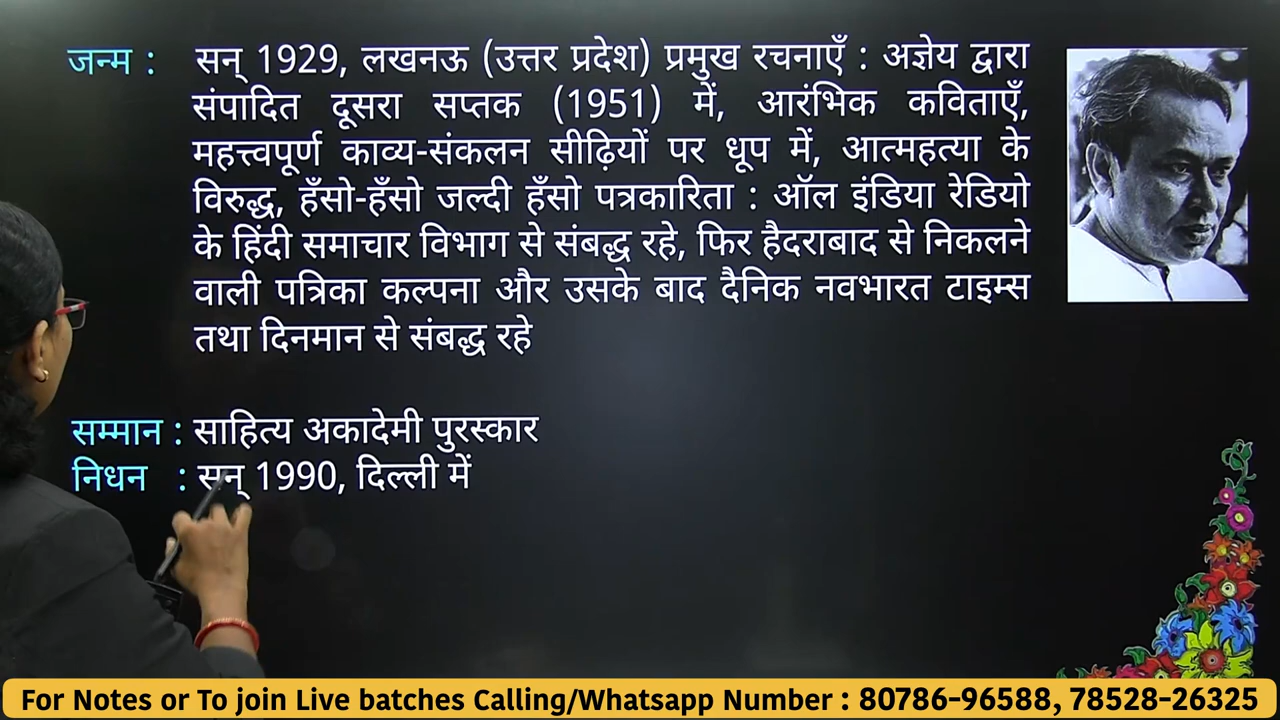 जन्म : सन् 1929, लखनऊ (उत्तर प्रदेश) प्रमुख रचनाएँ : अज्ञेय द्वारा
संपादित दूसरा सप्तक (1951) में, आरंभिक कविताएँ,
महत्त्वपूर्ण काव्य-संकलन सीढ़ियों पर धूप में, आत्महत्या के
विरुद्ध, हँसो-हँसो जल्दी हँसो पत्रकारिता : ऑल इंडिया रेडियो
के हिंदी समाचार विभाग से संबद्ध रहे, फिर हैदराबाद से निकलने
वाली पत्रिका कल्पना और उसके बाद दैनिक नवभारत टाइम्स
तथा दिनमान से संबद्ध रहे
सम्मान : साहित्य अकादेमी पुरस्कार
निधन : सन् 1990, दिल्ली में
For Notes or To join Live batches Calling/Whatsapp Number : 80786-96588, 78528-26325